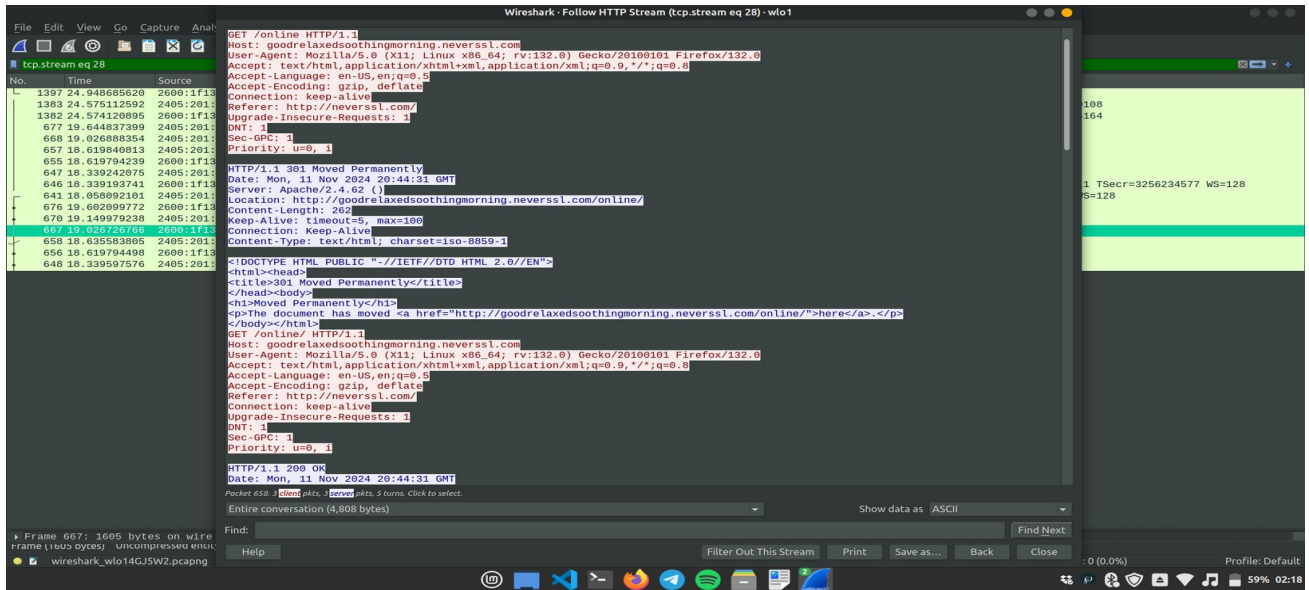 Wireshark · Follow HTTP Stream (tcp.stream eq 28) · wlo1
File Edit View Go Capture Analy
tcp.stream eq 28
No. Time Source
1397 24.948685620 2600:1f13
1383 24.575112592 2405:201:
1382 24.574120895 2405:201:
677 19.644837399 2405:201:
668 19.026888354 2405:201:
657 18.619840813 2405:201:
655 18.619794239 2600:1f13
647 18.339242075 2405:201:
646 18.339193741 2405:201:
641 18.058092101 2405:201:
676 19.602099772 2600:1f13
670 19.149979238 2405:201:
667 19.026726766 2600:1f13
658 18.635583805 2405:201:
656 18.619794498 2600:1f13
648 18.339597576 2405:201:
108
164
1 TSecr=3256234577 WS=128
S=128
GET /online HTTP/1.1
Host: goodrelaxedsoothingmorning.neverssl.com
User-Agent: Mozilla/5.0 (X11; Linux x86_64; rv:132.0) Gecko/20100101 Firefox/132.0
Accept: text/html,application/xhtml+xml,application/xml;q=0.9,*/*;q=0.8
Accept-Language: en-US,en;q=0.5
Accept-Encoding: gzip, deflate
Connection: keep-alive
Referer: http://neverssl.com/
Upgrade-Insecure-Requests: 1
DNT: 1
Sec-GPC: 1
Priority: u=0, i
HTTP/1.1 301 Moved Permanently
Date: Mon, 11 Nov 2024 20:44:31 GMT
Server: Apache/2.4.62 ()
Location: http://goodrelaxedsoothingmorning.neverssl.com/online/
Content-Length: 262
Keep-Alive: timeout=5, max=100
Connection: Keep-Alive
Content-Type: text/html; charset=iso-8859-1
<!DOCTYPE HTML PUBLIC "-//IETF//DTD HTML 2.0//EN">
<html><head>
<title>301 Moved Permanently</title>
</head><body>
<h1>Moved Permanently</h1>
<p>The document has moved <a href="http://goodrelaxedsoothingmorning.neverssl.com/online/">here</a>.</p>
</body></html>
GET /online/ HTTP/1.1
Host: goodrelaxedsoothingmorning.neverssl.com
User-Agent: Mozilla/5.0 (X11; Linux x86_64; rv:132.0) Gecko/20100101 Firefox/132.0
Accept: text/html,application/xhtml+xml,application/xml;q=0.9,*/*;q=0.8
Accept-Language: en-US,en;q=0.5
Accept-Encoding: gzip, deflate
Referer: http://neverssl.com/
Connection: keep-alive
Upgrade-Insecure-Requests: 1
DNT: 1
Sec-GPC: 1
Priority: u=0, i
HTTP/1.1 200 OK
Date: Mon, 11 Nov 2024 20:44:31 GMT
Packet 658. 3 client pkts, 3 server pkts, 5 turns. Click to select.
Entire conversation (4,808 bytes) Show data as ASCII
Find: Find Next
Help Filter Out This Stream Print Save as... Back Close
Frame 667: 1605 bytes on wire
Frame (1605 bytes) Uncompressed entit
wireshark_wlo14GJ5W2.pcapng : 0 (0.0%) Profile: Default
2
59% 02:18